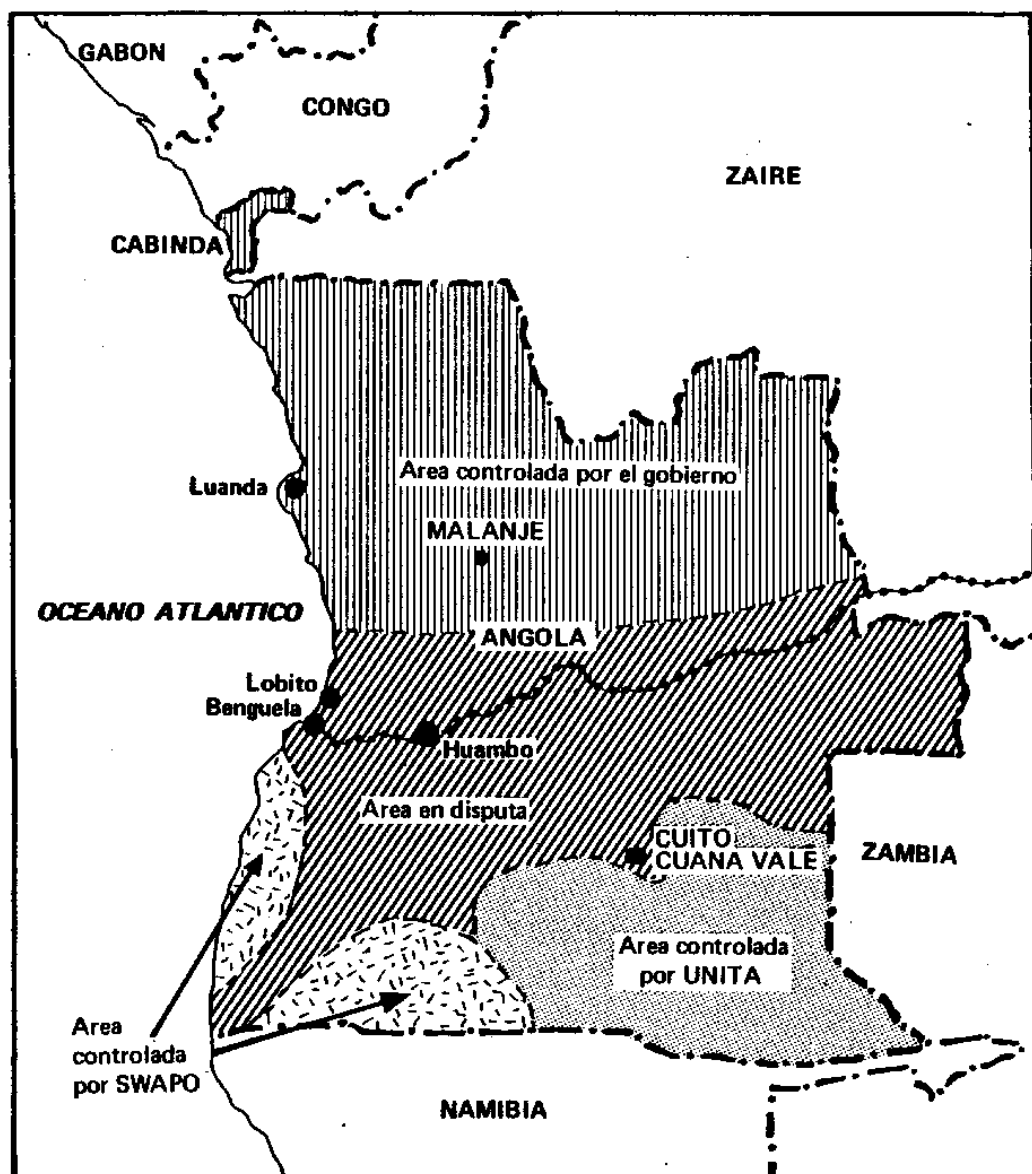 GABON
CONGO
ZAIRE
CABINDA
Area controlada por el gobierno
Luanda
MALANJE
OCEANO ATLANTICO
ANGOLA
Lobito
Benguela
Huambo
Area en disputa
CUITO
CUANA VALE
ZAMBIA
Area controlada
por UNITA
Area
controlada
por SWAPO
NAMIBIA